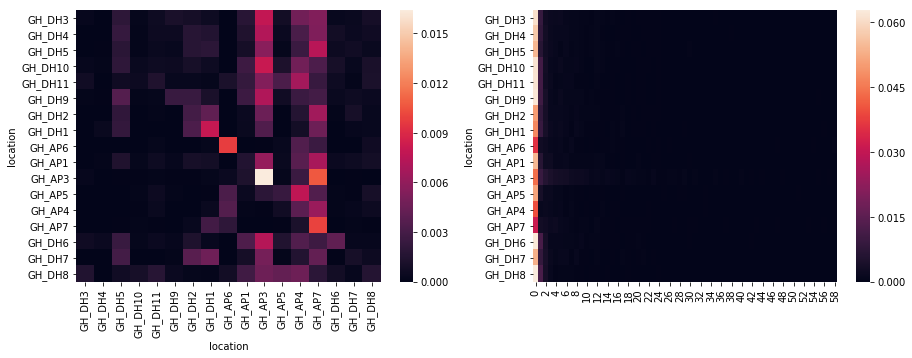 GH_DH3
GH_DH4
GH_DH5
GH_DH10
GH_DH11
GH_DH9
GH_DH2
GH_DH1
GH_AP6
GH_AP1
GH_AP3
GH_AP5
GH_AP4
GH_AP7
GH_DH6
GH_DH7
GH_DH8
location
GH_DH3
GH_DH4
GH_DH5
GH_DH10
GH_DH11
GH_DH9
GH_DH2
GH_DH1
GH_AP6
GH_AP1
GH_AP3
GH_AP5
GH_AP4
GH_AP7
GH_DH6
GH_DH7
GH_DH8
location
0.015
0.012
0.009
0.006
0.003
0.000
GH_DH3
GH_DH4
GH_DH5
GH_DH10
GH_DH11
GH_DH9
GH_DH2
GH_DH1
GH_AP6
GH_AP1
GH_AP3
GH_AP5
GH_AP4
GH_AP7
GH_DH6
GH_DH7
GH_DH8
location
0 2 4 6 8 10 12 14 16 18 20 22 24 26 28 30 32 34 36 38 40 42 44 46 48 50 52 54 56 58
0.060
0.045
0.030
0.015
0.000